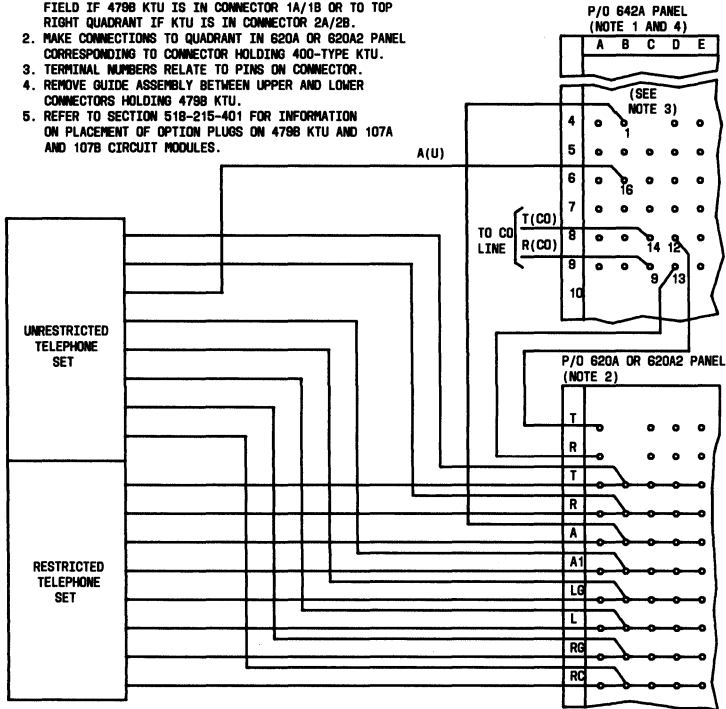 FIELD IF 479B KTU IS IN CONNECTOR 1A/1B OR TO TOP
RIGHT QUADRANT IF KTU IS IN CONNECTOR 2A/2B.
2. MAKE CONNECTIONS TO QUADRANT IN 620A OR 620A2 PANEL
CORRESPONDING TO CONNECTOR HOLDING 400-TYPE KTU.
3. TERMINAL NUMBERS RELATE TO PINS ON CONNECTOR.
4. REMOVE GUIDE ASSEMBLY BETWEEN UPPER AND LOWER
CONNECTORS HOLDING 479B KTU.
5. REFER TO SECTION 518-215-401 FOR INFORMATION
ON PLACEMENT OF OPTION PLUGS ON 479B KTU AND 107A
AND 107B CIRCUIT MODULES.
P/O 642A PANEL
(NOTE 1 AND 4)
A B C D E
(SEE
NOTE 3)
4
1
5
A(U)
6
16
7
TO CO
LINE
T(CO)
8
14 12
R(CO)
9
9 13
10
UNRESTRICTED
TELEPHONE
SET
P/O 620A OR 620A2 PANEL
(NOTE 2)
T
R
T
R
A
A1
LG
L
RG
RC
RESTRICTED
TELEPHONE
SET